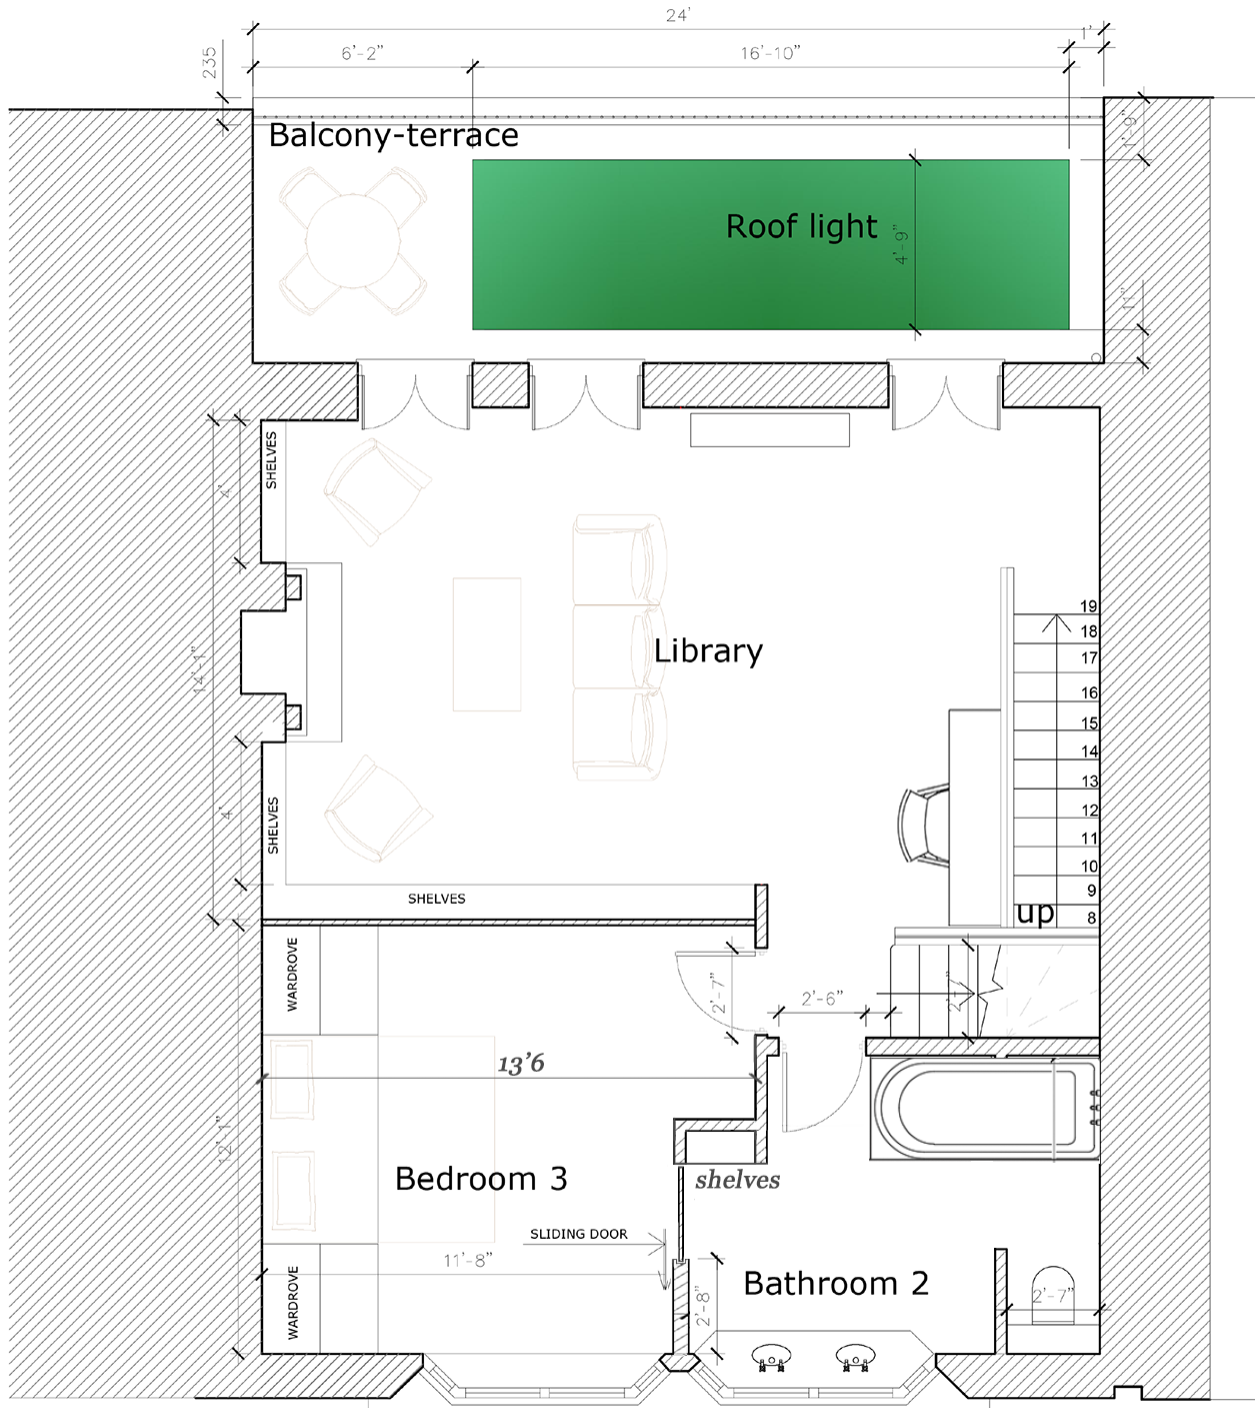 24'
6'-2"
16'-10"
1'
235
Balcony-terrace
1'-9"
Roof light
4'-9"
11"
SHELVES
4'
14'-1"
Library
19
18
17
16
15
14
13
12
11
10
9
8
up
4'
SHELVES
SHELVES
WARDROVE
2'-7"
2'-6"
2'-7"
13'6
12'-1"
Bedroom 3
shelves
SLIDING DOOR
11'-8"
Bathroom 2
2'-8"
2'-7"
WARDROVE